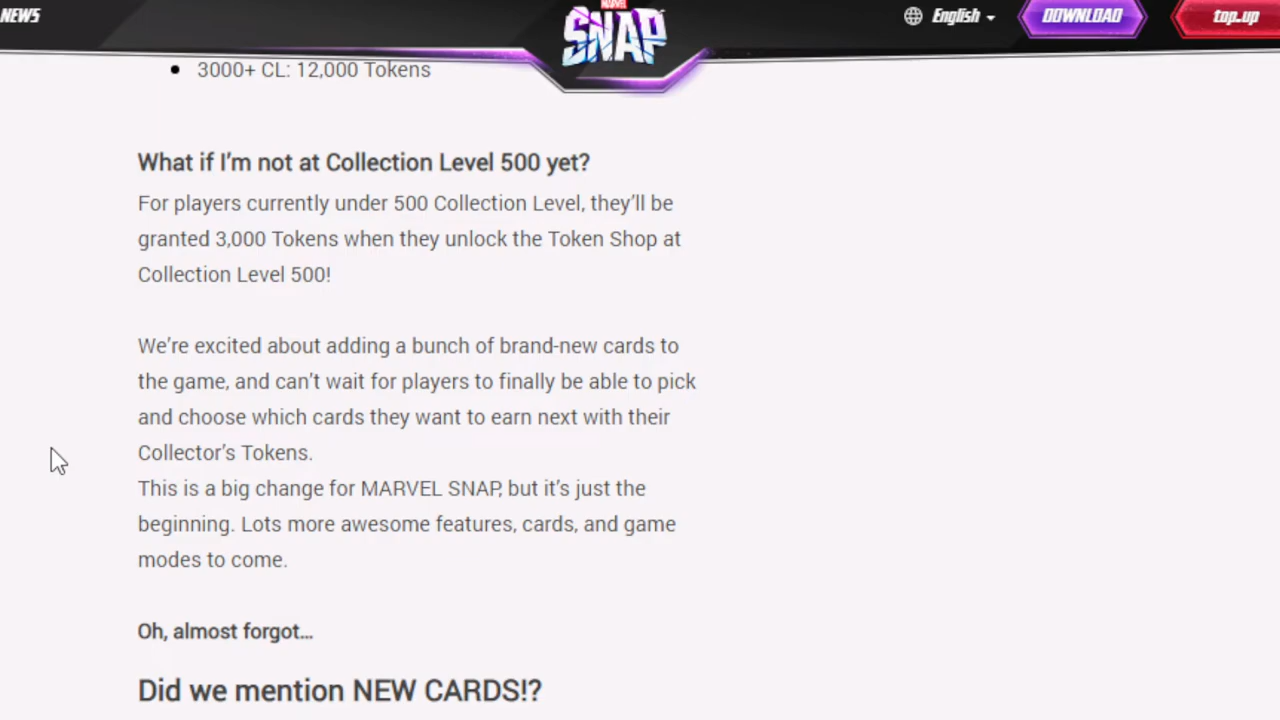 NEWS
MARVEL
SNAP
English
DOWNLOAD
top-up
3000+ CL: 12,000 Tokens
What if I'm not at Collection Level 500 yet?
For players currently under 500 Collection Level, they'll be
granted 3,000 Tokens when they unlock the Token Shop at
Collection Level 500!
We're excited about adding a bunch of brand-new cards to
the game, and can't wait for players to finally be able to pick
and choose which cards they want to earn next with their
Collector's Tokens.
This is a big change for MARVEL SNAP, but it's just the
beginning. Lots more awesome features, cards, and game
modes to come.
Oh, almost forgot...
Did we mention NEW CARDS!?